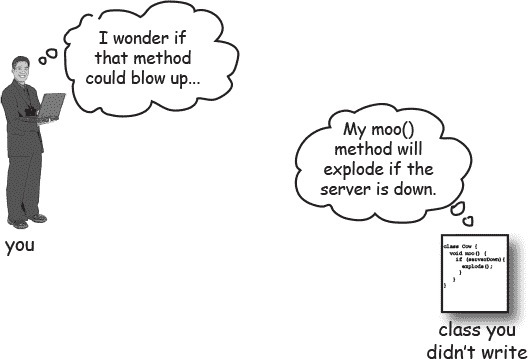 I wonder if
that method
could blow up...
you
My moo()
method will
explode if the
server is down.
class Cow {
void moo() {
if (serverDown){
explode();
}
}
}
class you
didn't write